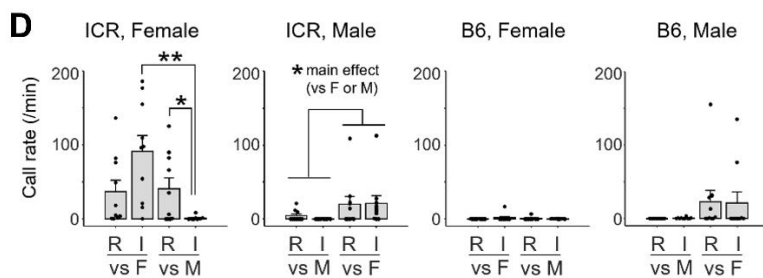 D
ICR, Female
ICR, Male
B6, Female
B6, Male
Call rate (/min)
200
100
0
**
*
R I R I
vs F vs M
200
100
0
* main effect
(vs F or M)
R I R I
vs M vs F
200
100
0
R I R I
vs F vs M
200
100
0
R I R I
vs M vs F